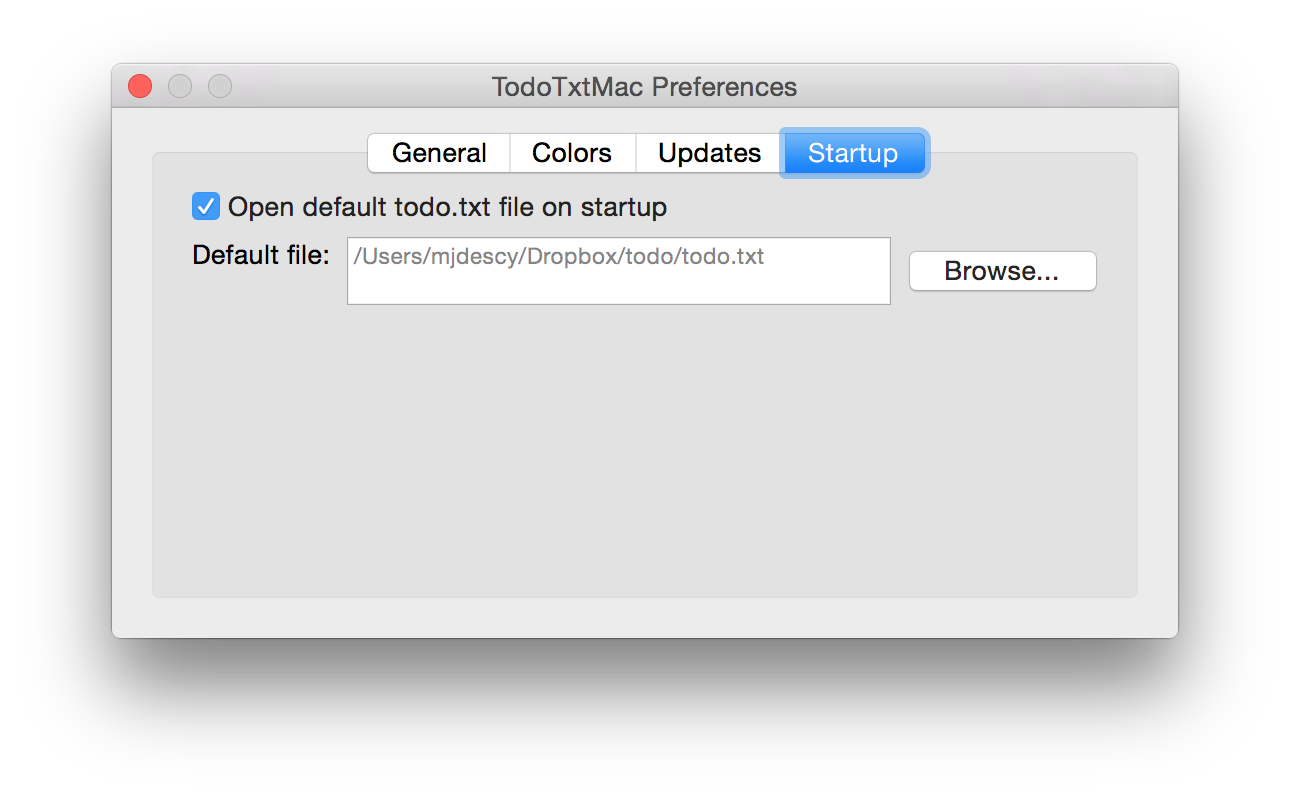 TodoTxtMac Preferences
General Colors Updates Startup
Open default todo.txt file on startup
Default file: /Users/mjdescy/Dropbox/todo/todo.txt
Browse...